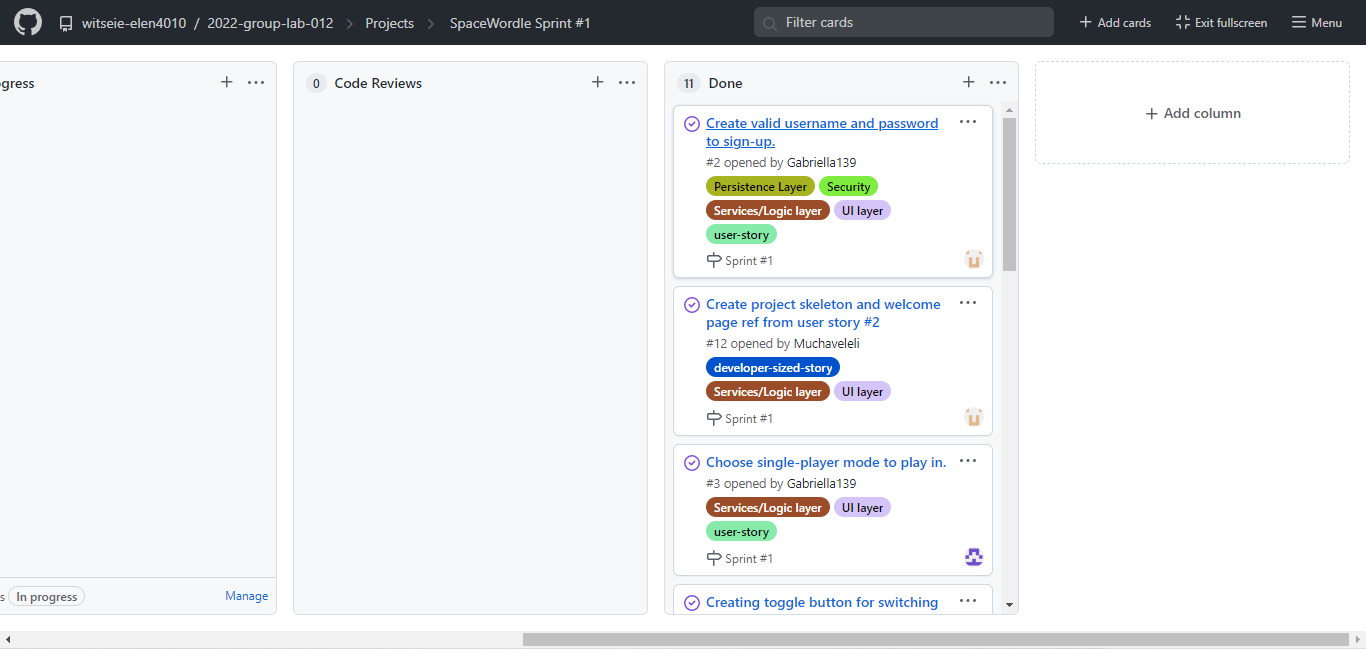 witseie-elen4010 / 2022-group-lab-012 Projects SpaceWordle Sprint #1
Filter cards
Add cards
Exit fullscreen
Menu
gress
s In progress
Manage
0 Code Reviews
11 Done
Create valid username and password
to sign-up.
#2 opened by Gabriella139
Persistence Layer Security
Services/Logic layer UI layer
user-story
Sprint #1
Create project skeleton and welcome
page ref from user story #2
#12 opened by Muchaveleli
developer-sized-story
Services/Logic layer UI layer
Sprint #1
Choose single-player mode to play in.
#3 opened by Gabriella139
Services/Logic layer UI layer
user-story
Sprint #1
Creating toggle button for switching
Add column